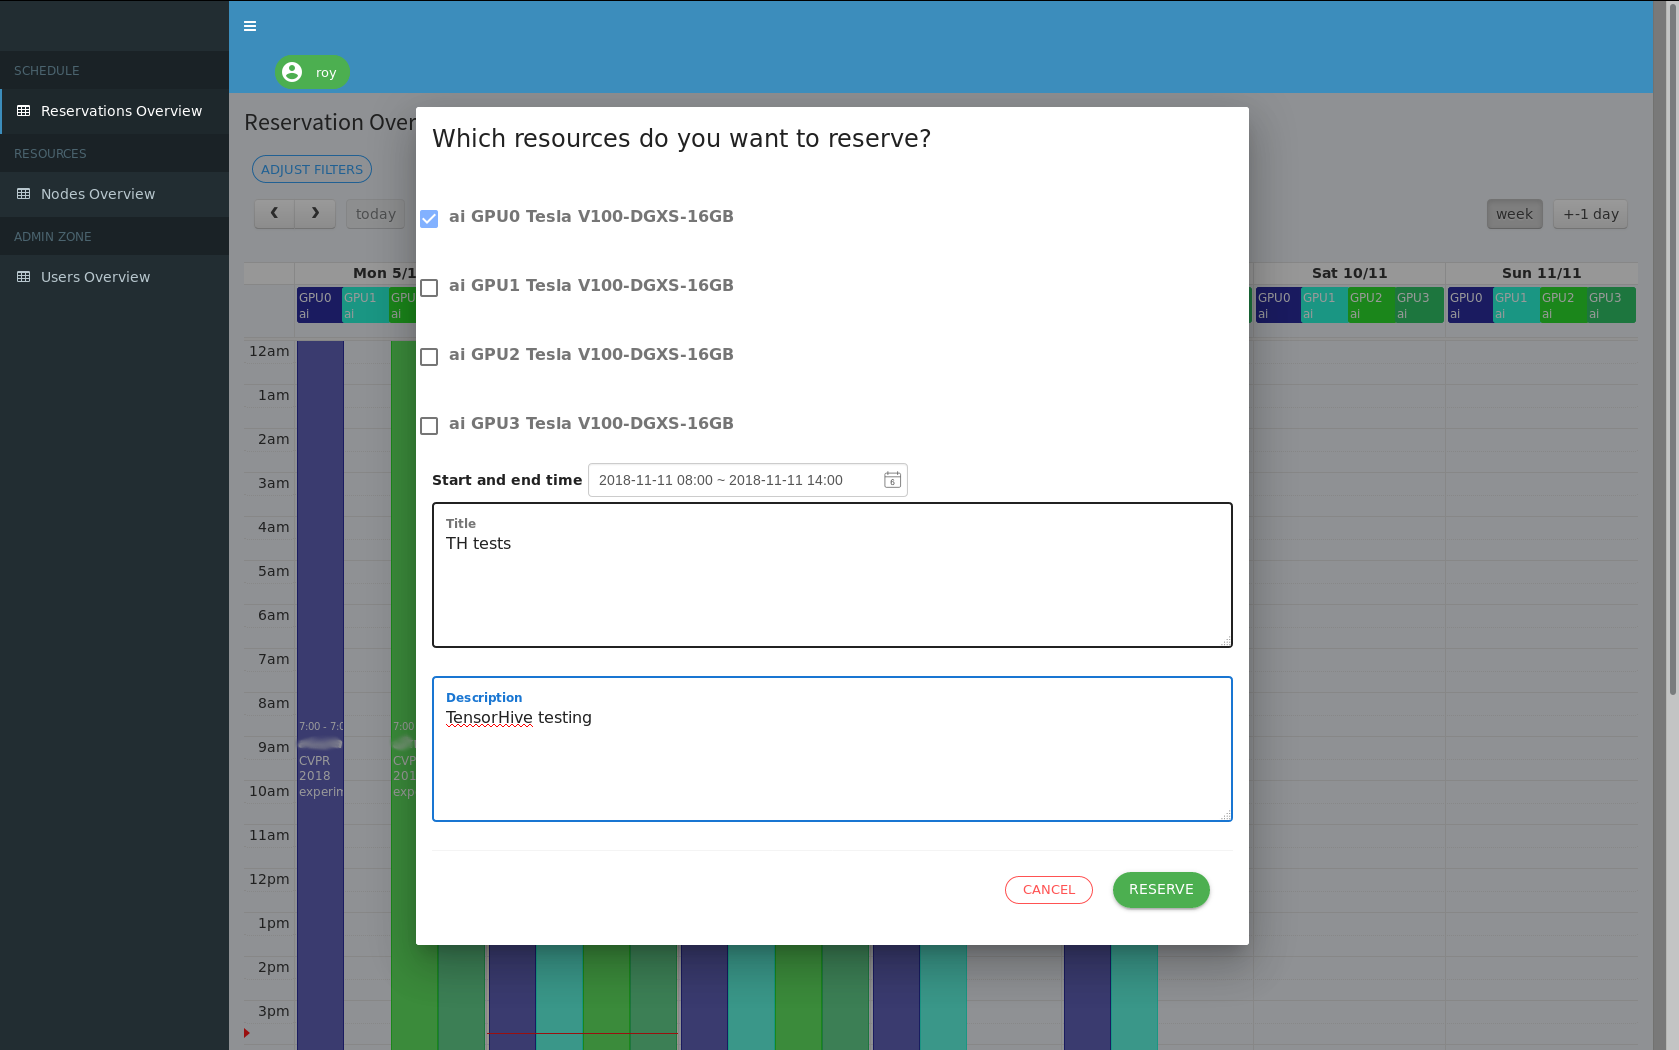 SCHEDULE
Reservations Overview
RESOURCES
Nodes Overview
ADMIN ZONE
Users Overview
roy
Reservation Over
ADJUST FILTERS
today
week
+-1 day
Mon 5/1
Sat 10/11
Sun 11/11
GPU0 ai
GPU1 ai
GPU
GPU0 ai
GPU1 ai
GPU2 ai
GPU3 ai
GPU0 ai
GPU1 ai
GPU2 ai
GPU3 ai
12am
1am
2am
3am
4am
5am
6am
7am
8am
9am
10am
11am
12pm
1pm
2pm
3pm
7:00 - 7:0
CVPR
2018
experim
7:00
CVP
201
exp
Which resources do you want to reserve?
ai GPU0 Tesla V100-DGXS-16GB
ai GPU1 Tesla V100-DGXS-16GB
ai GPU2 Tesla V100-DGXS-16GB
ai GPU3 Tesla V100-DGXS-16GB
Start and end time 2018-11-11 08:00 ~ 2018-11-11 14:00
6
Title
TH tests
Description
TensorHive testing
CANCEL
RESERVE